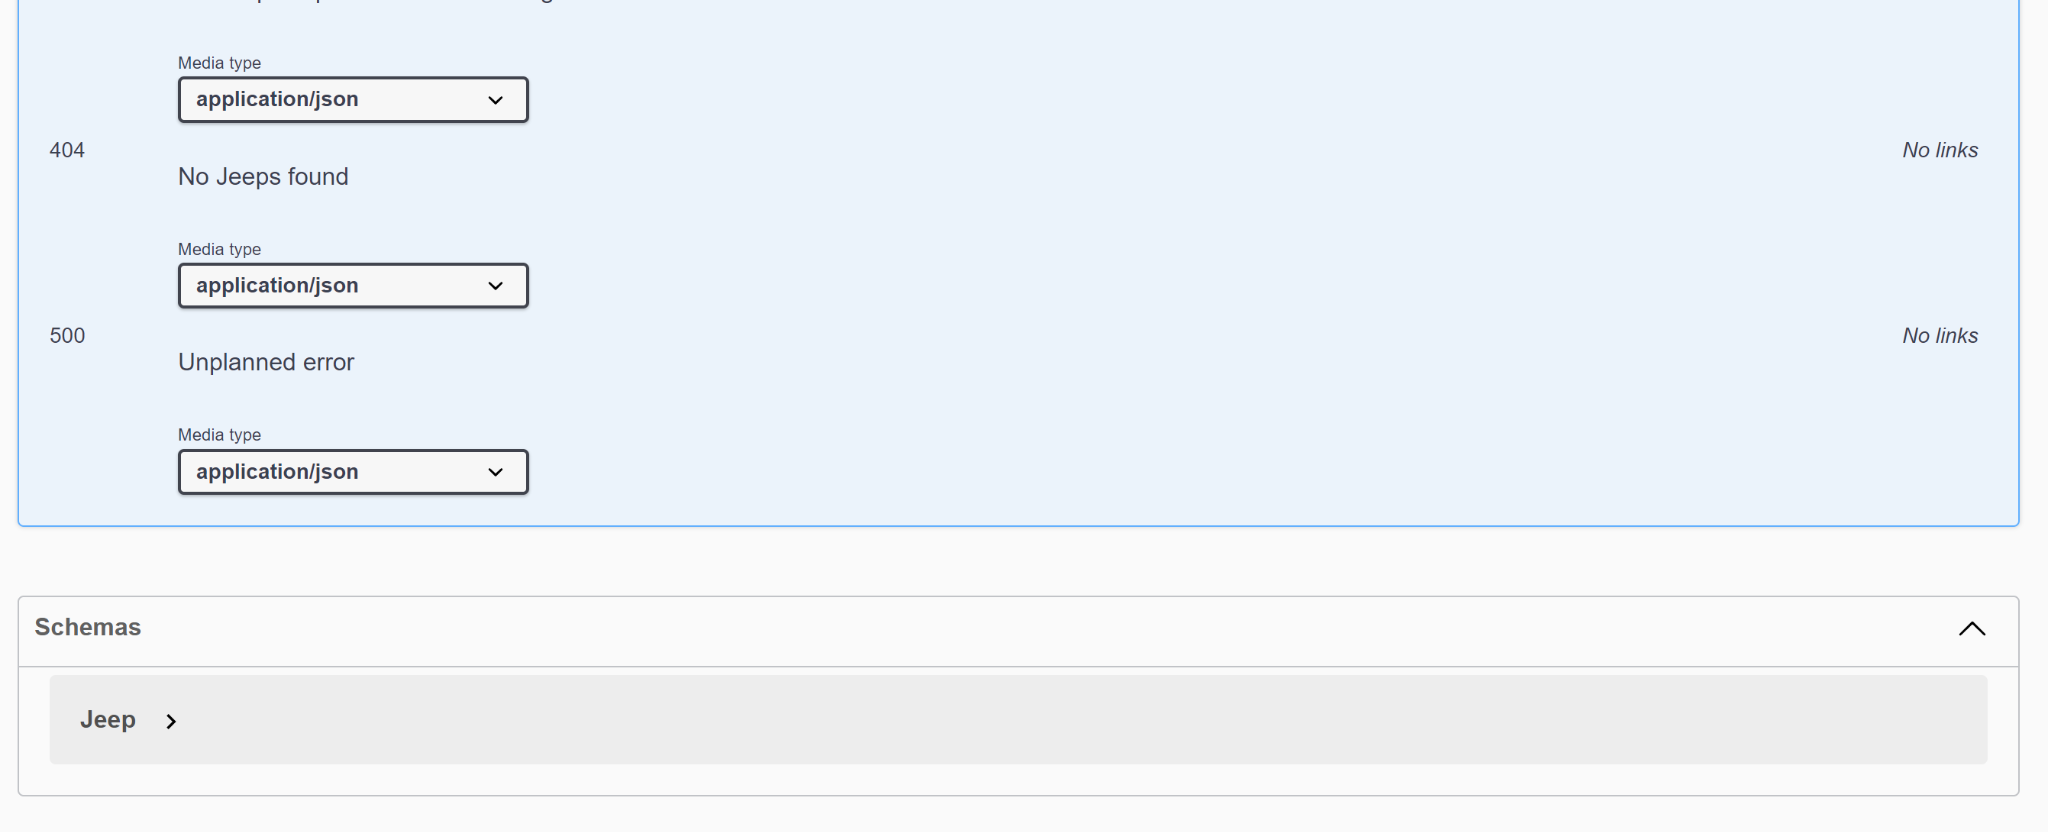 Media type
application/json
404
No links
No Jeeps found
Media type
application/json
500
No links
Unplanned error
Media type
application/json
Schemas
Jeep